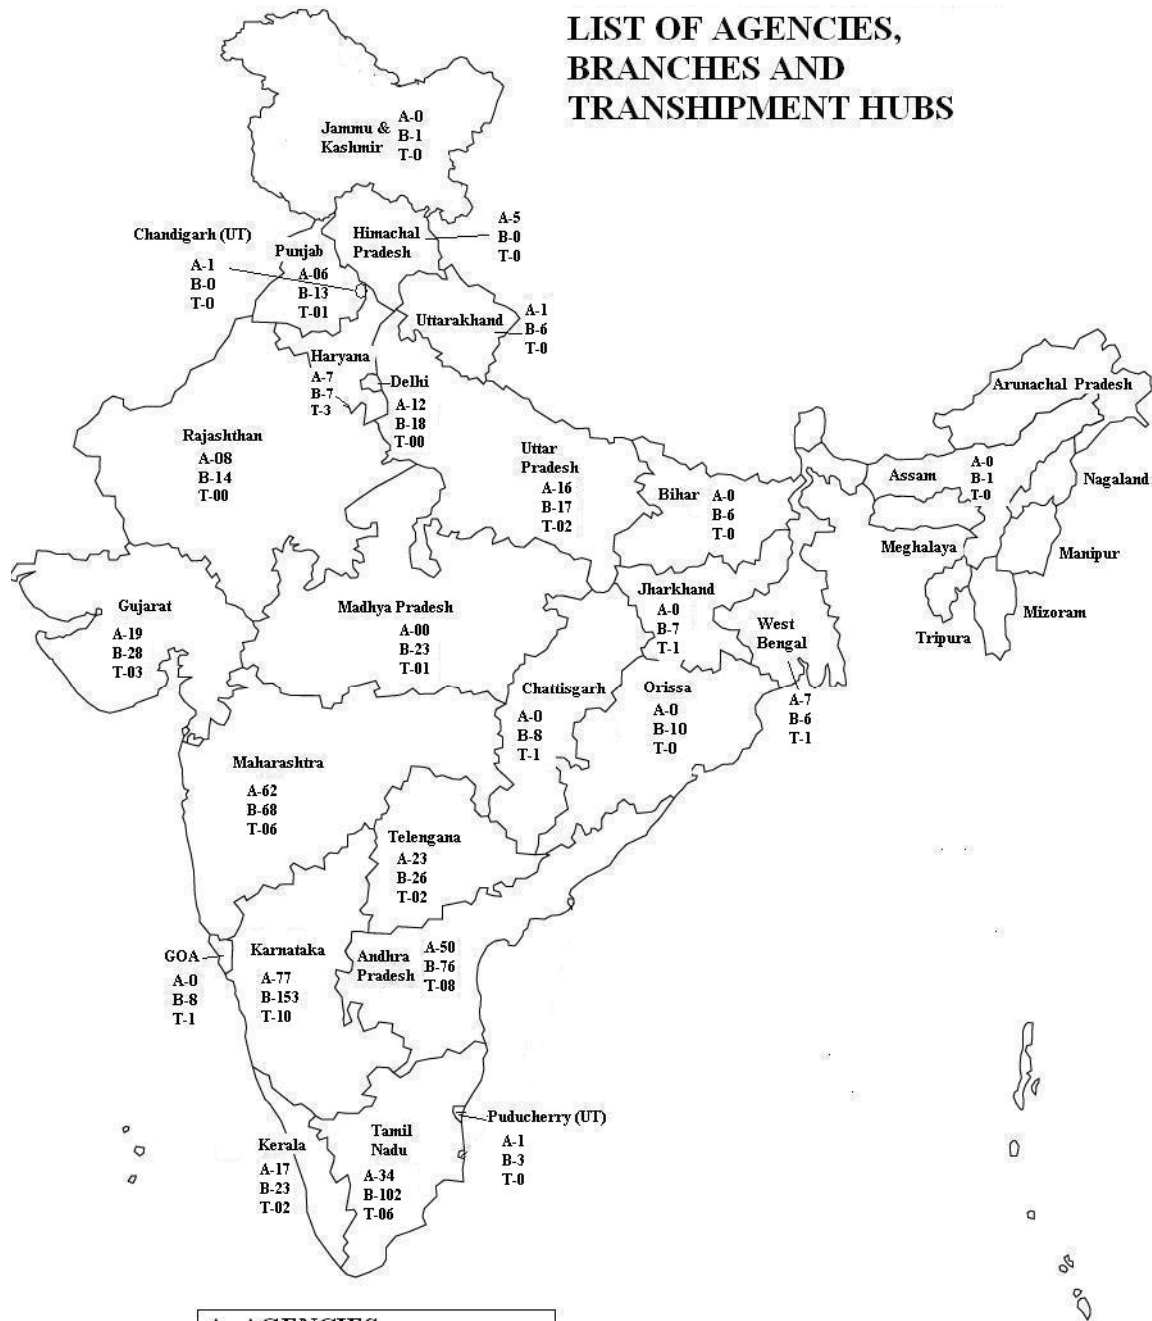 LIST OF AGENCIES,
BRANCHES AND
TRANSHIPMENT HUBS
Jammu &
Kashmir
A-0
B-1
T-0
Himachal
Pradesh
A-5
B-0
T-0
Chandigarh (UT)
A-1
B-0
T-0
Punjab
A-06
B-13
T-01
Uttarakhand
A-1
B-6
T-0
Haryana
A-7
B-7
T-3
Delhi
A-12
B-18
T-00
Rajashthan
A-08
B-14
T-00
Uttar
Pradesh
A-16
B-17
T-02
Bihar
A-0
B-6
T-0
Arunachal Pradesh
Assam
A-0
B-1
T-0
Nagaland
Meghalaya
Manipur
Mizoram
Tripura
Gujarat
A-19
B-28
T-03
Madhya Pradesh
A-00
B-23
T-01
Jharkhand
A-0
B-7
T-1
West
Bengal
A-7
B-6
T-1
Chattisgarh
A-0
B-8
T-1
Orissa
A-0
B-10
T-0
Maharashtra
A-62
B-68
T-06
Telengana
A-23
B-26
T-02
GOA
A-0
B-8
T-1
Karnataka
A-77
B-153
T-10
Andhra
Pradesh
A-50
B-76
T-08
Puducherry (UT)
A-1
B-3
T-0
Kerala
A-17
B-23
T-02
Tamil
Nadu
A-34
B-102
T-06